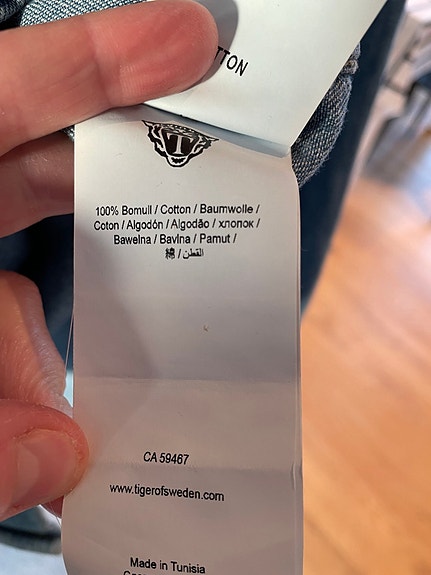 TTON
T
100% Bomull / Cotton / Baumwolle /
Coton / Algodón / Algodão / хлопок /
Bawełna / Bavlna / Pamut /
綿 / القطن
CA 59467
www.tigerofsweden.com
Made in Tunisia